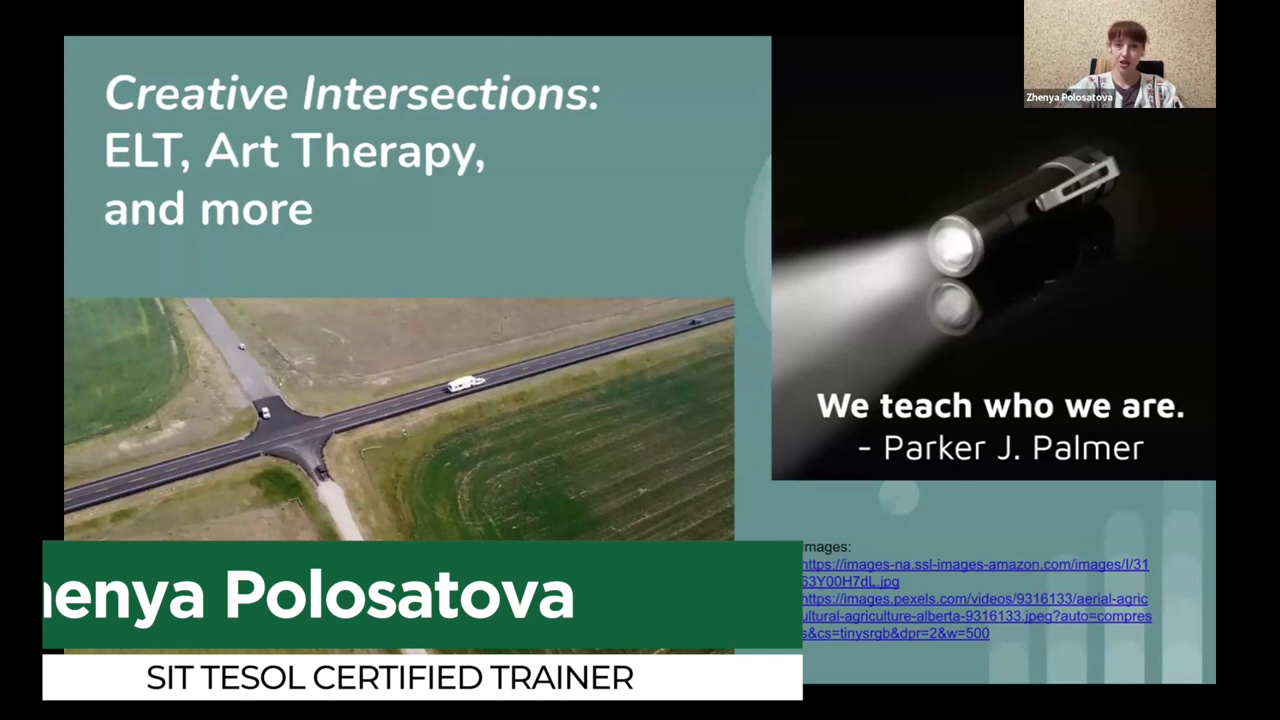 Creative Intersections:
ELT, Art Therapy,
and more
Zhenya Polosatova
We teach who we are.
- Parker J. Palmer
mages:
https://images-na.ssl-images-amazon.com/images/I/31
63Y00H7dL.jpg
https://images.pexels.com/videos/9316133/aerial-agric
ultural-agriculture-alberta-9316133.jpeg?auto=compres
s&cs=tinysrgb&dpr=2&w=500
henya Polosatova
SIT TESOL CERTIFIED TRAINER